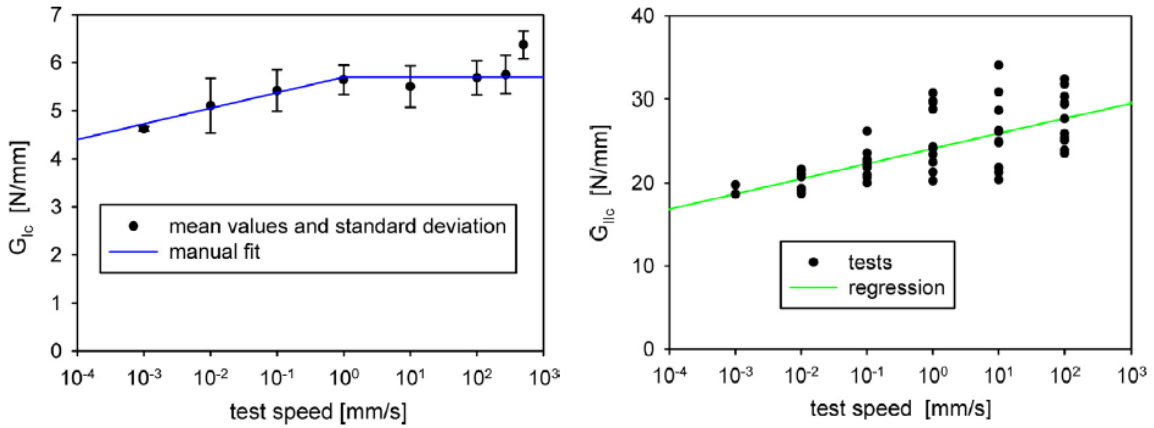 7
6
5
4
3
2
1
0
G_Ic [N/mm]
mean values and standard deviation
manual fit
10^-4 10^-3 10^-2 10^-1 10^0 10^1 10^2 10^3
test speed [mm/s]
40
30
20
10
0
G_IIc [N/mm]
tests
regression
10^-4 10^-3 10^-2 10^-1 10^0 10^1 10^2 10^3
test speed [mm/s]